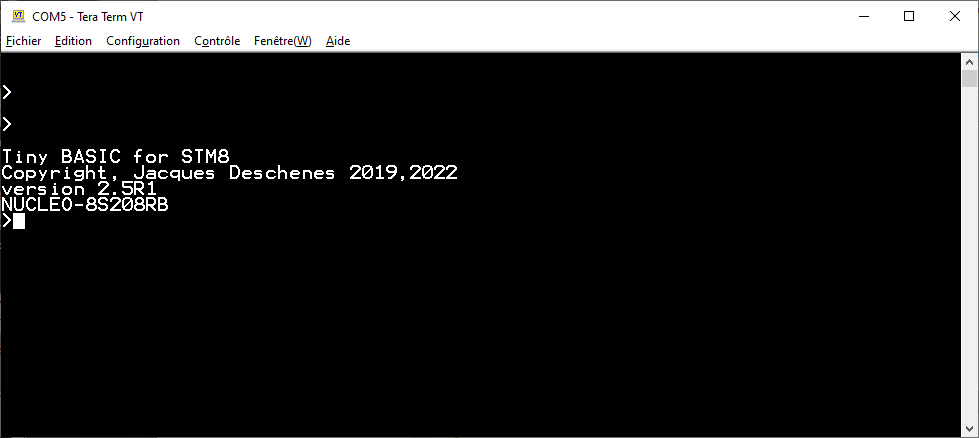 COM5 - Tera Term VT
Fichier Edition Configuration Contrôle Fenêtre(W) Aide
>
>
Tiny BASIC for STM8
Copyright, Jacques Deschenes 2019,2022
version 2.5R1
NUCLEO-8S208RB
>